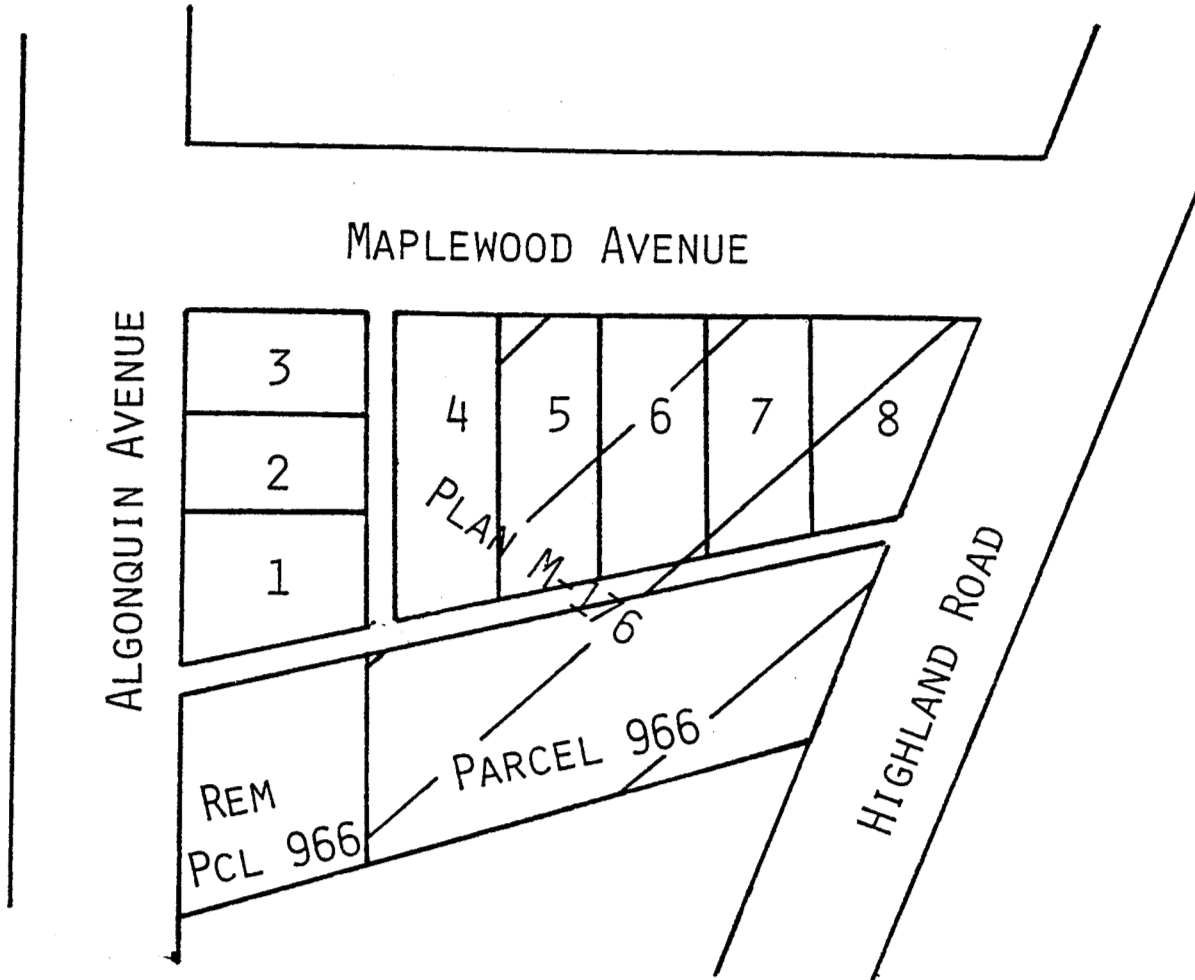 MAPLEWOOD AVENUE
ALGONQUIN AVENUE
3
2
1
4
5
6
7
8
PLAN M-176
HIGHLAND ROAD
PARCEL 966
REM
PCL 966